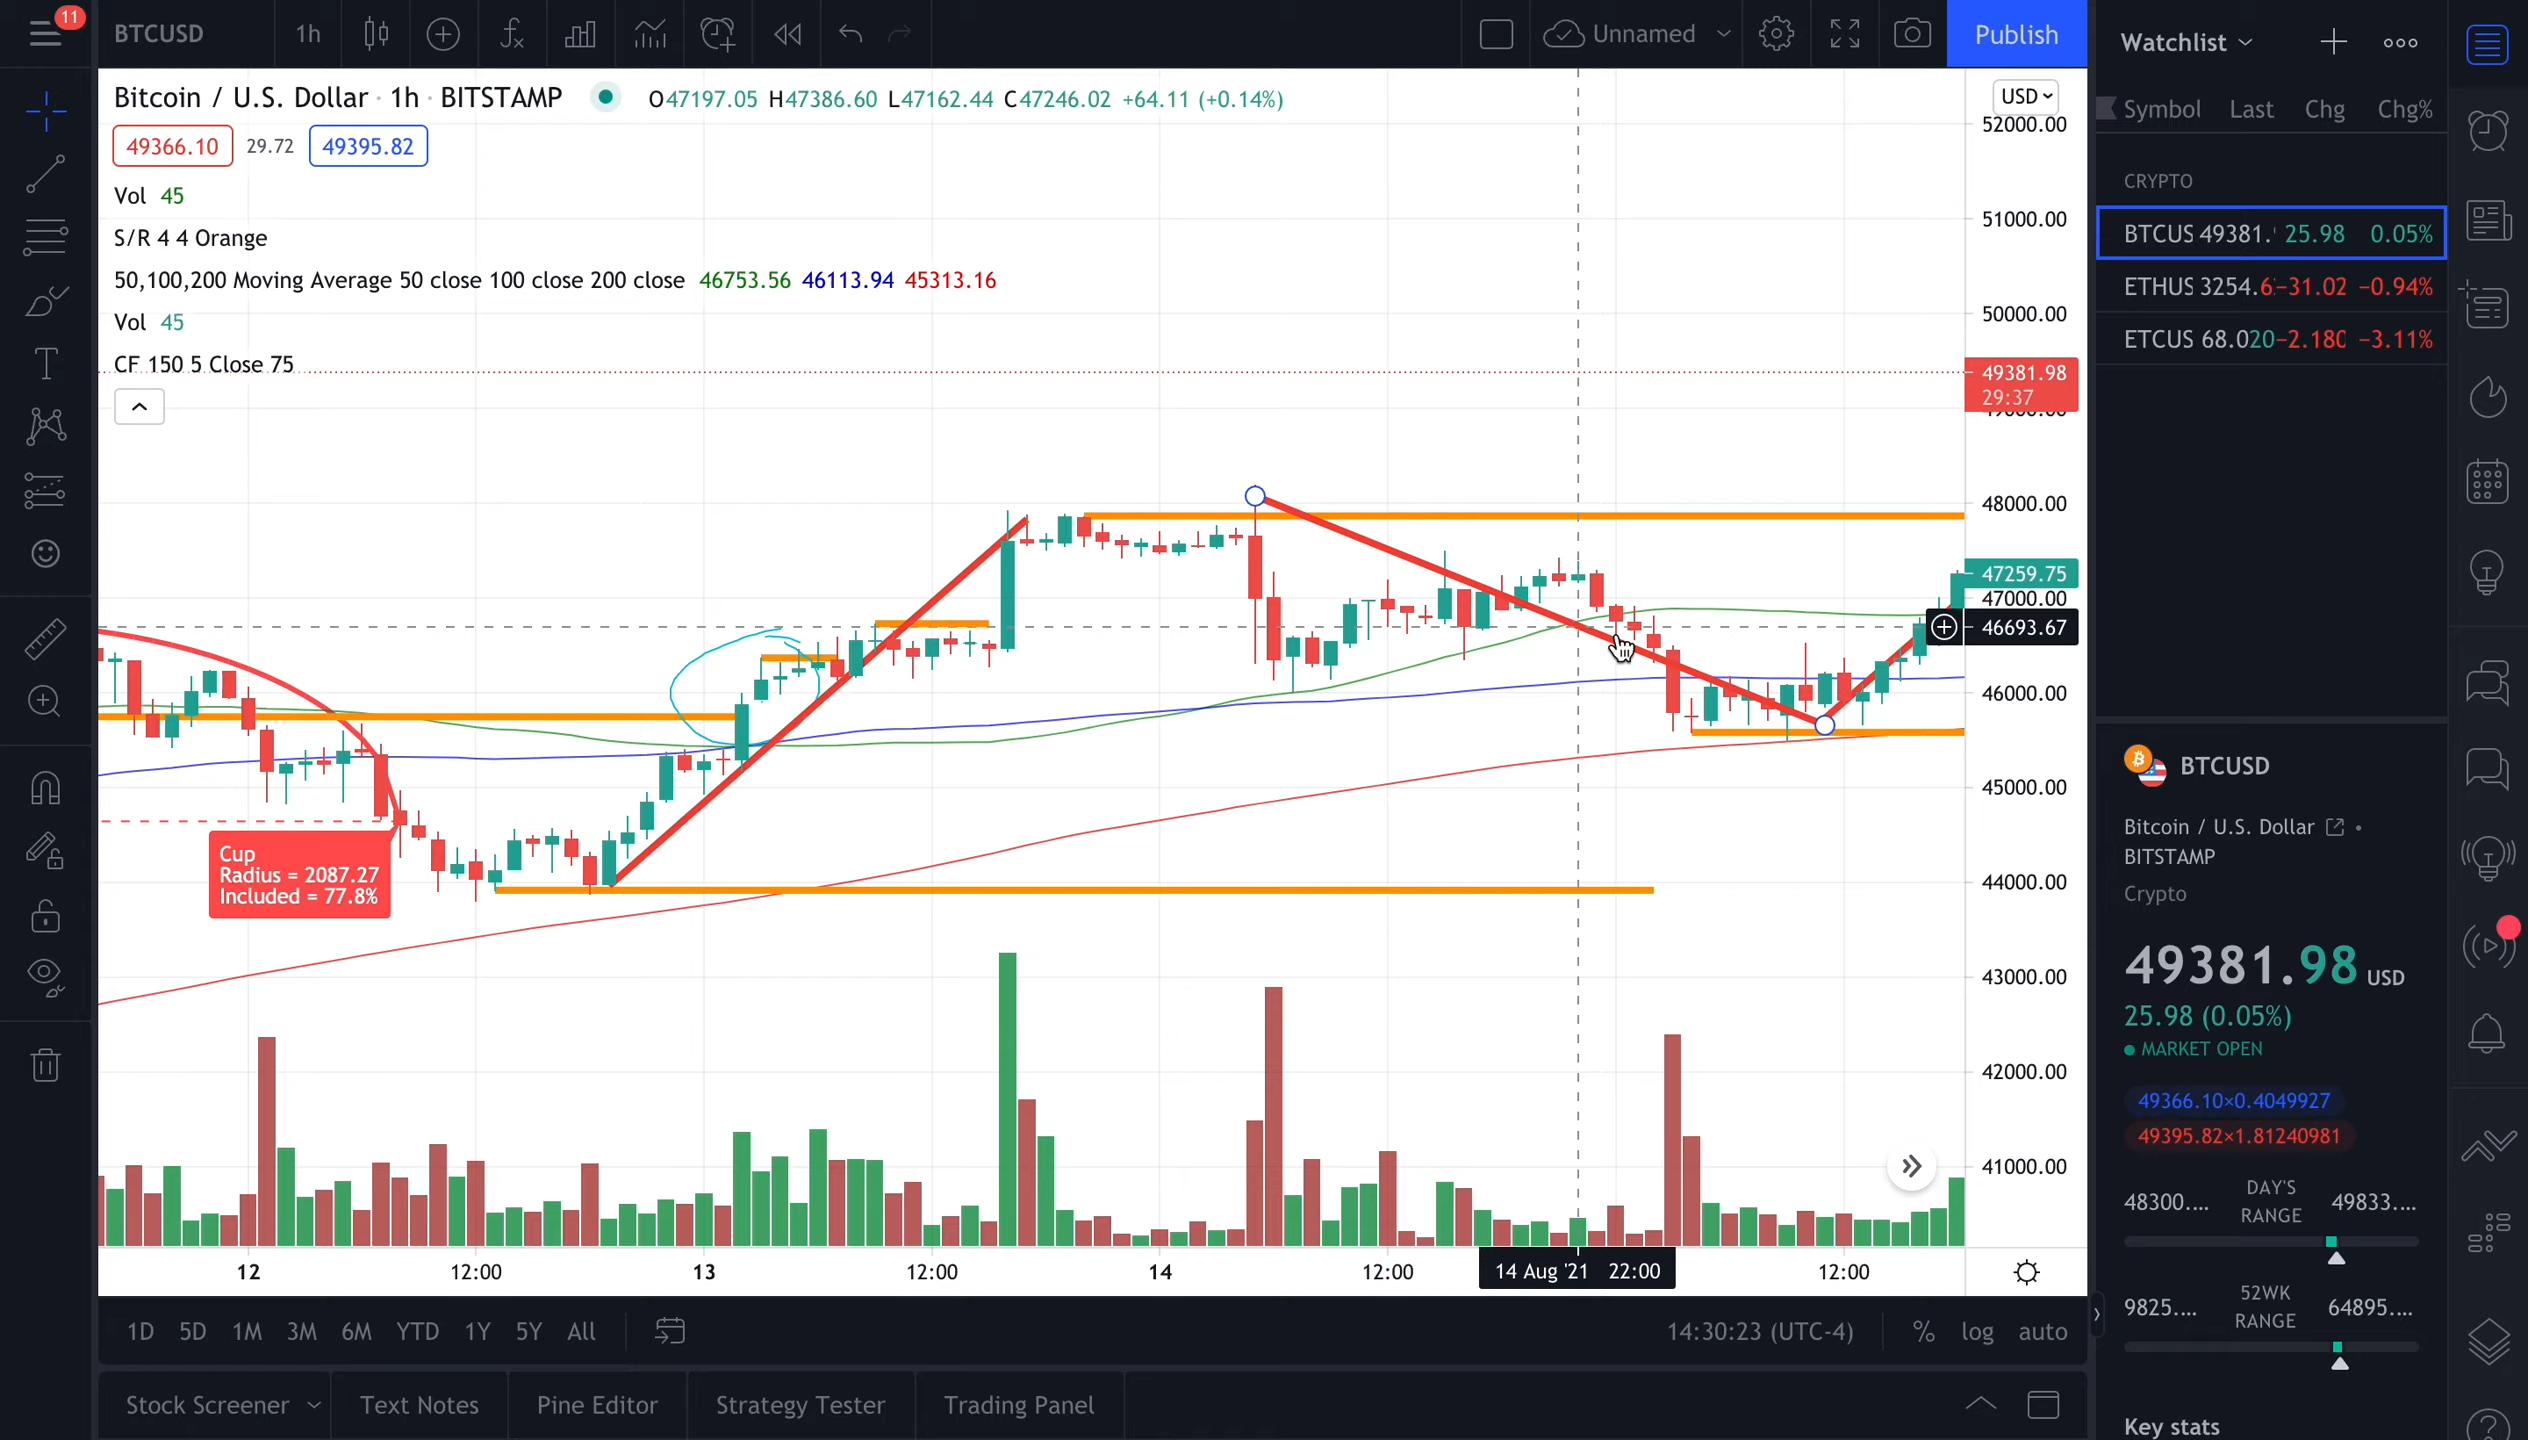 11
BTCUSD 1h Unnamed Publish
Watchlist
Bitcoin / U.S. Dollar · 1h · BITSTAMP O47197.05 H47386.60 L47162.44 C47246.02 +64.11 (+0.14%)
USD
49366.10 29.72 49395.82
Vol 45
S/R 4 4 Orange
50,100,200 Moving Average 50 close 100 close 200 close 46753.56 46113.94 45313.16
Vol 45
CF 150 5 Close 75
52000.00
51000.00
50000.00
49381.98
29:37
48000.00
47259.75
47000.00
46693.67
46000.00
45000.00
44000.00
43000.00
42000.00
41000.00
Cup
Radius = 2087.27
Included = 77.8%
12 12:00 13 12:00 14 12:00 14 Aug '21 22:00 12:00
1D 5D 1M 3M 6M YTD 1Y 5Y All
14:30:23 (UTC-4) % log auto
Stock Screener Text Notes Pine Editor Strategy Tester Trading Panel
Symbol Last Chg Chg%
CRYPTO
BTCUS 49381. 25.98 0.05%
ETHUS 3254.6 −31.02 −0.94%
ETCUS 68.020 −2.180 −3.11%
BTCUSD
Bitcoin / U.S. Dollar •
BITSTAMP
Crypto
49381.98 USD
25.98 (0.05%)
MARKET OPEN
49366.10×0.4049927
49395.82×1.81240981
48300.... DAY'S RANGE 49833....
9825.... 52WK RANGE 64895....
Key stats